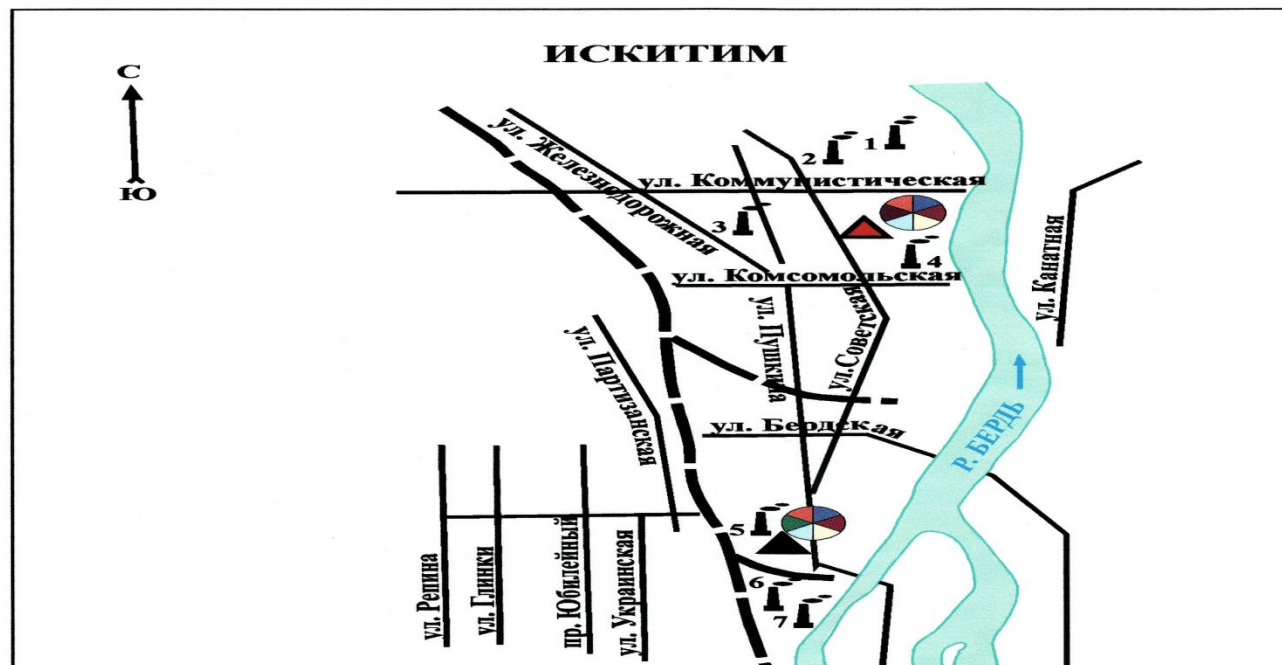 ИСКИТИМ
С
Ю
ул. Железнодорожная
1
2
ул. Коммунистическая
3
4
ул. Комсомольская
ул. Канатная
ул. Партизанская
ул. Пушкина
ул.Советская
ул. Бердская
Р. БЕРДЬ
5
6
7
ул. Репина
ул. Глинки
пр. Юбилейный
ул. Украинская